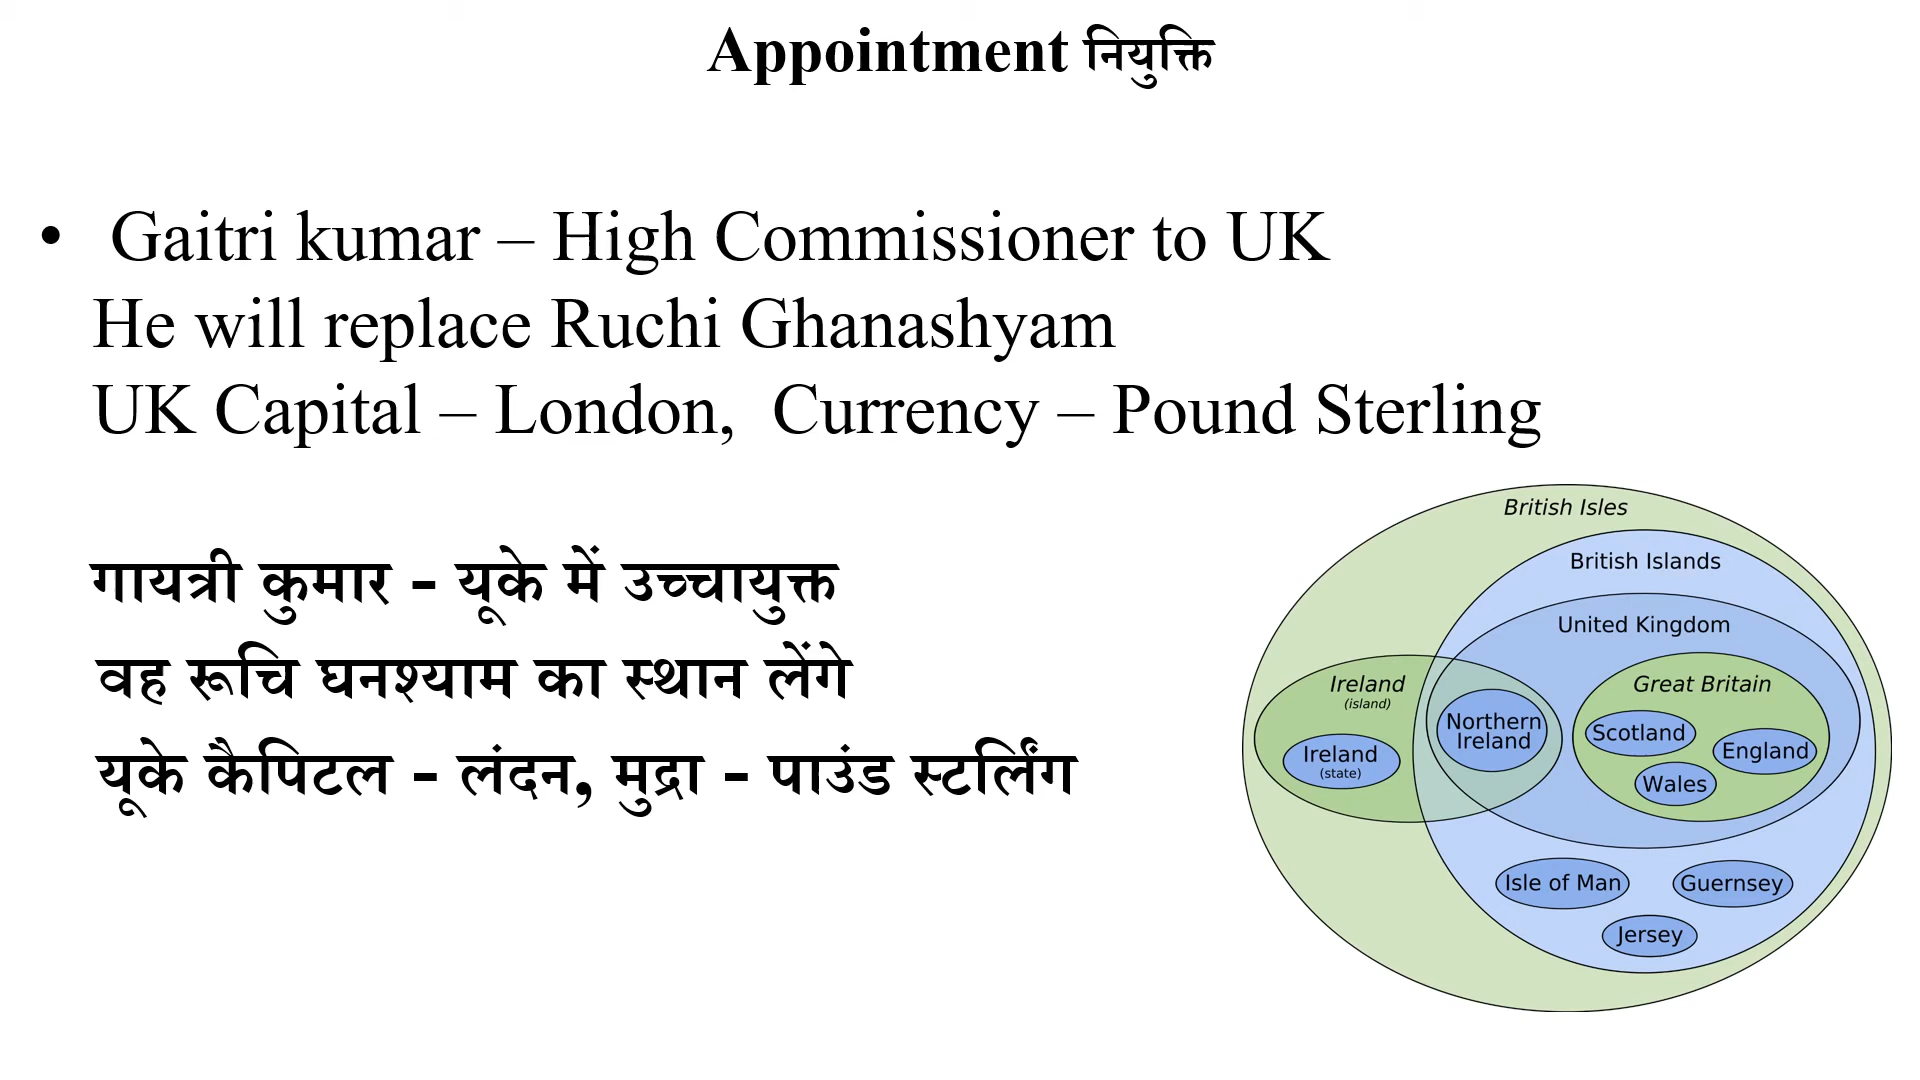 Appointment नियुक्ति
• Gaitri kumar – High Commissioner to UK
He will replace Ruchi Ghanashyam
UK Capital – London, Currency – Pound Sterling
गायत्री कुमार - यूके में उच्चायुक्त
वह रूचि घनश्याम का स्थान लेंगे
यूके कैपिटल - लंदन, मुद्रा - पाउंड स्टर्लिंग
British Isles
British Islands
United Kingdom
Ireland
(island)
Great Britain
Northern
Ireland
Scotland
England
Ireland
(state)
Wales
Isle of Man
Guernsey
Jersey